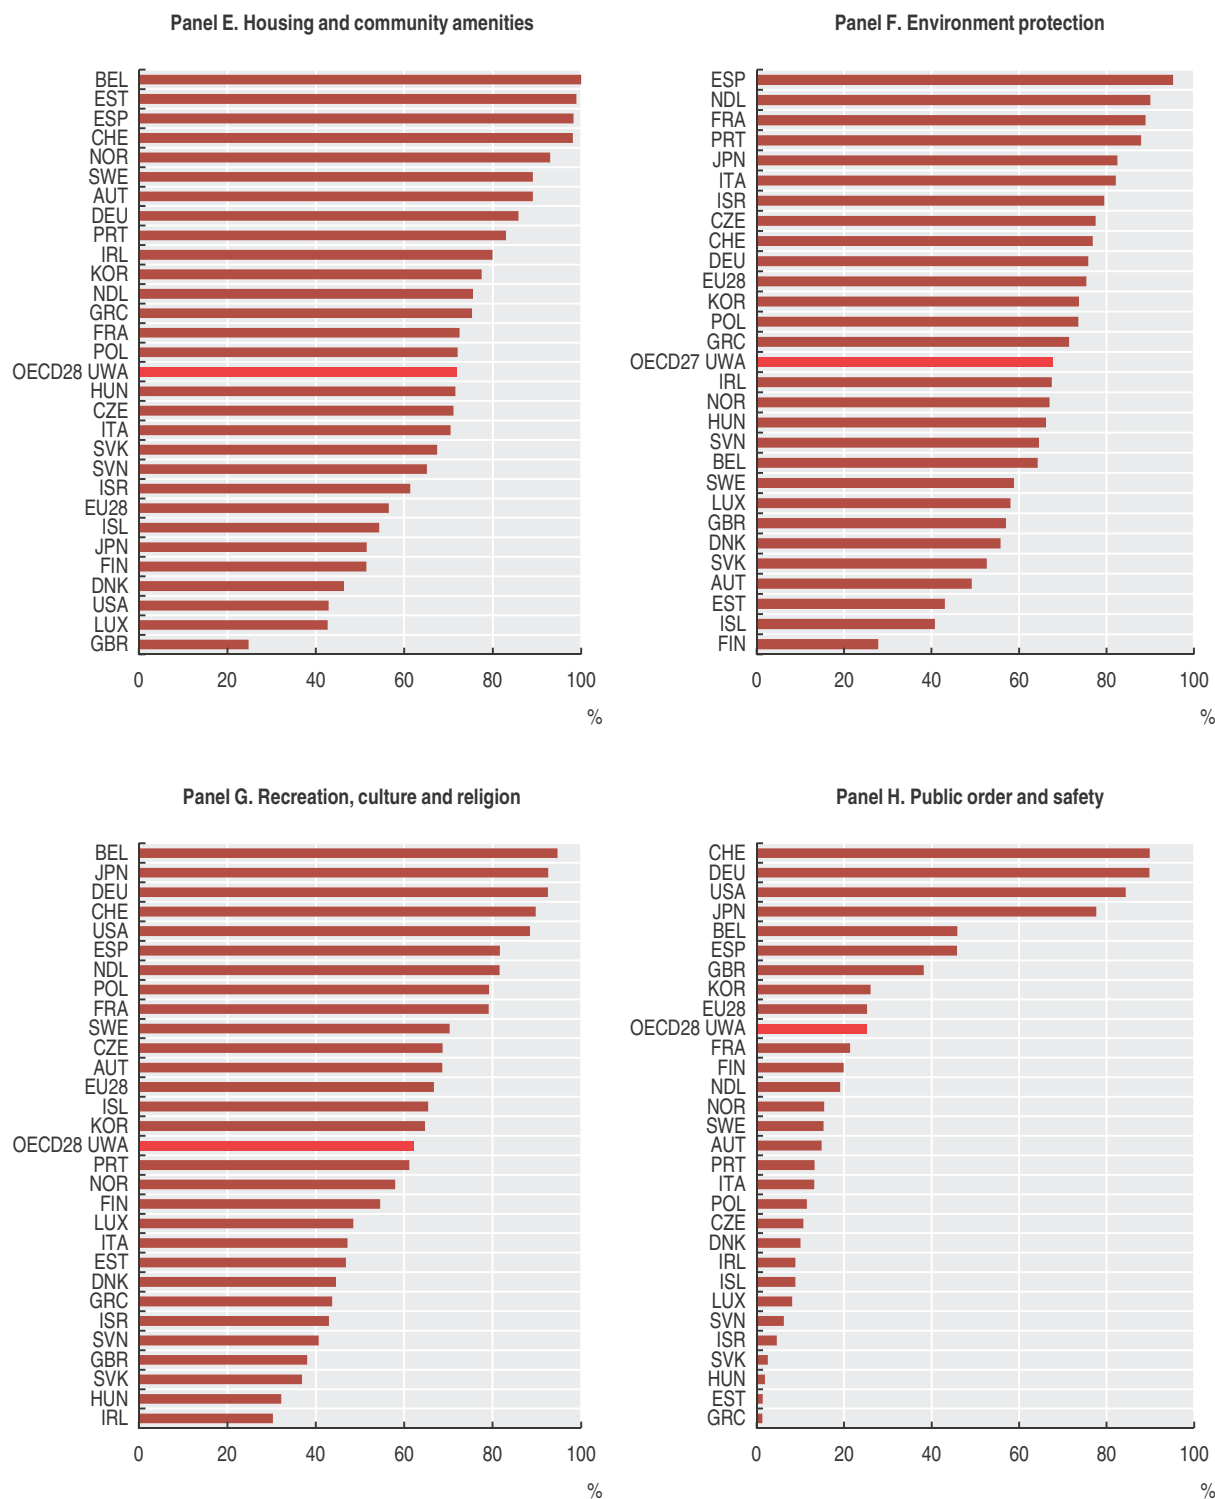 Panel E. Housing and community amenities
BEL
EST
ESP
CHE
NOR
SWE
AUT
DEU
PRT
IRL
KOR
NDL
GRC
FRA
POL
OECD28 UWA
HUN
CZE
ITA
SVK
SVN
ISR
EU28
ISL
JPN
FIN
DNK
USA
LUX
GBR
0 20 40 60 80 100
%
Panel F. Environment protection
ESP
NDL
FRA
PRT
JPN
ITA
ISR
CZE
CHE
DEU
EU28
KOR
POL
GRC
OECD27 UWA
IRL
NOR
HUN
SVN
BEL
SWE
LUX
GBR
DNK
SVK
AUT
EST
ISL
FIN
0 20 40 60 80 100
%
Panel G. Recreation, culture and religion
BEL
JPN
DEU
CHE
USA
ESP
NDL
POL
FRA
SWE
CZE
AUT
EU28
ISL
KOR
OECD28 UWA
PRT
NOR
FIN
LUX
ITA
EST
DNK
GRC
ISR
SVN
GBR
SVK
HUN
IRL
0 20 40 60 80 100
%
Panel H. Public order and safety
CHE
DEU
USA
JPN
BEL
ESP
GBR
KOR
EU28
OECD28 UWA
FRA
FIN
NDL
NOR
SWE
AUT
PRT
ITA
POL
CZE
DNK
IRL
ISL
LUX
SVN
ISR
SVK
HUN
EST
GRC
0 20 40 60 80 100
%